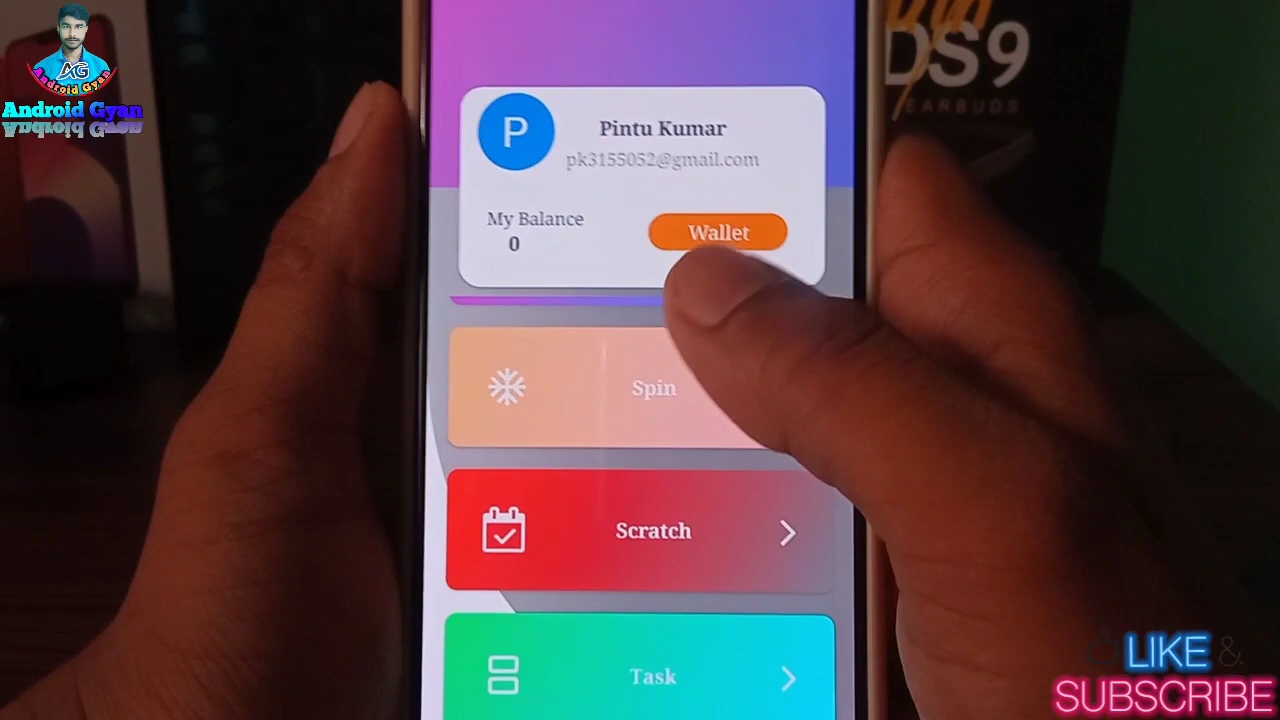 AG
Android Gyan
Android Gyan
DS9
EARBUDS
P
Pintu Kumar
pk3155052@gmail.com
My Balance
0
Wallet
Spin
Scratch
Task
LIKE &
SUBSCRIBE